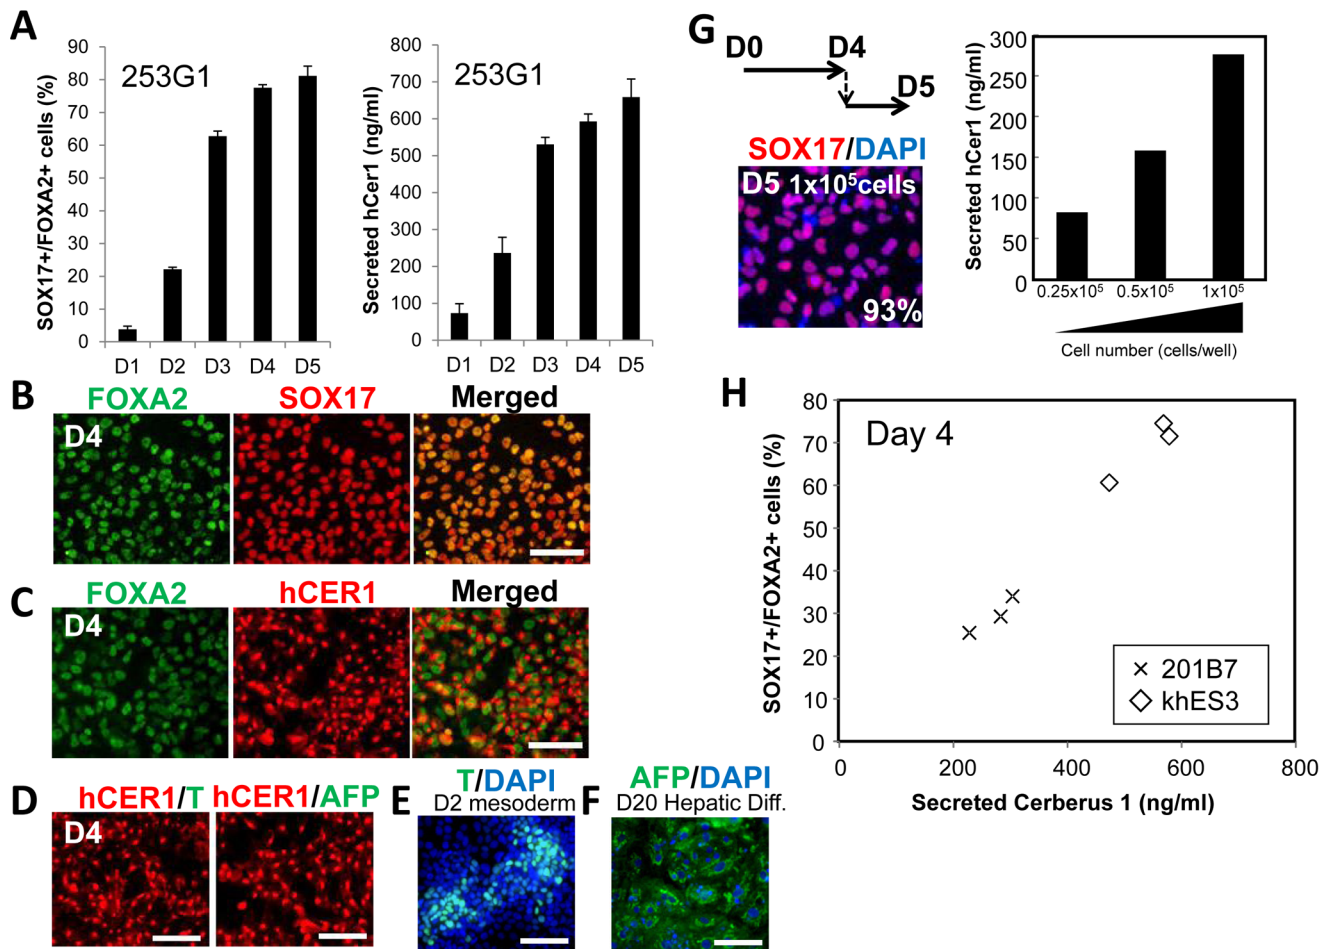 A
253G1
SOX17+/FOXA2+ cells (%)
90
80
70
60
50
40
30
20
10
0
D1 D2 D3 D4 D5
253G1
Secreted hCer1 (ng/ml)
800
700
600
500
400
300
200
100
0
D1 D2 D3 D4 D5
B
FOXA2 SOX17 Merged
D4
C
FOXA2 hCER1 Merged
D4
D
hCER1/T hCER1/AFP
D4
E
T/DAPI
D2 mesoderm
F
AFP/DAPI
D20 Hepatic Diff.
G
D0 D4
D5
SOX17/DAPI
D5 1x10⁵cells
93%
Secreted hCer1 (ng/ml)
300
250
200
150
100
50
0
0.25x10⁵ 0.5x10⁵ 1x10⁵
Cell number (cells/well)
H
Day 4
SOX17+/FOXA2+ cells (%)
80
70
60
50
40
30
20
10
0
0 200 400 600 800
Secreted Cerberus 1 (ng/ml)
201B7
khES3